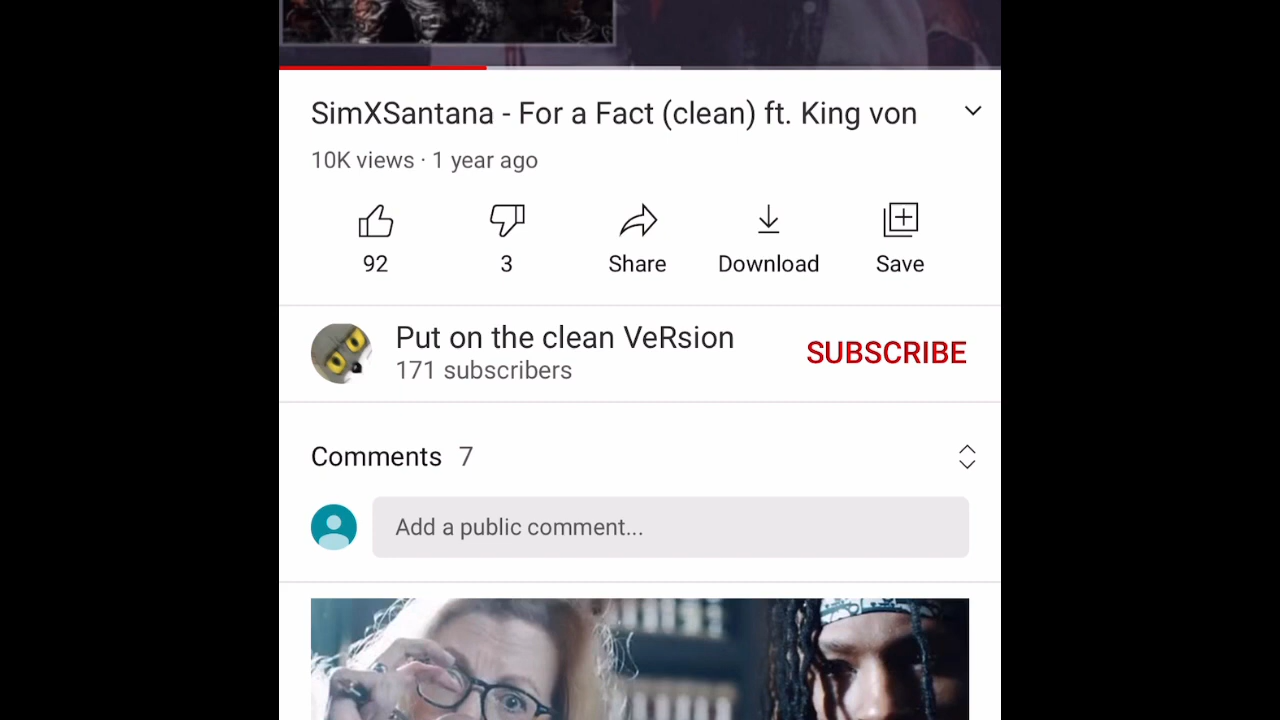 SimXSantana - For a Fact (clean) ft. King von
10K views · 1 year ago
92
3
Share
Download
Save
Put on the clean VeRsion
171 subscribers
SUBSCRIBE
Comments 7
Add a public comment...